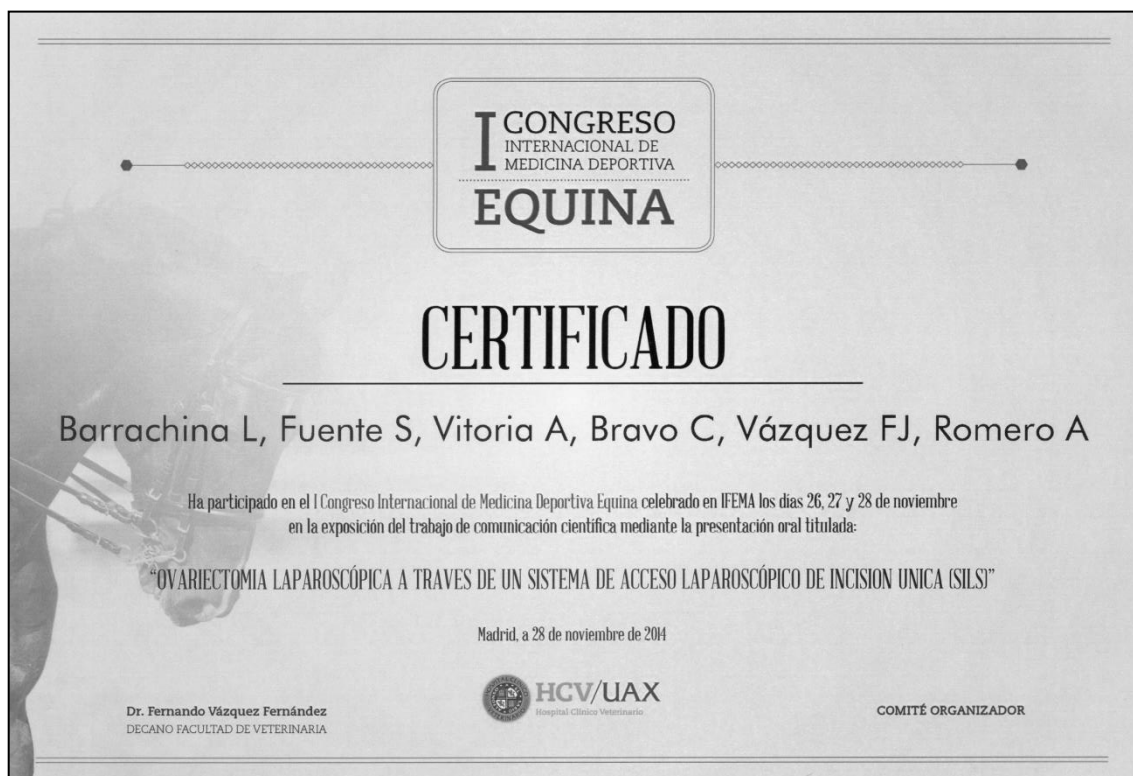 I CONGRESO
INTERNACIONAL DE
MEDICINA DEPORTIVA
EQUINA
CERTIFICADO
Barrachina L, Fuente S, Vitoria A, Bravo C, Vázquez FJ, Romero A
Ha participado en el I Congreso Internacional de Medicina Deportiva Equina celebrado en IFEMA los días 26, 27 y 28 de noviembre
en la exposición del trabajo de comunicación científica mediante la presentación oral titulada:
“OVARIECTOMIA LAPAROSCÓPICA A TRAVES DE UN SISTEMA DE ACCESO LAPAROSCÓPICO DE INCISION UNICA (SILS)”
Madrid, a 28 de noviembre de 2014
HCV/UAX
Hospital Clínico Veterinario
Dr. Fernando Vázquez Fernández
DECANO FACULTAD DE VETERINARIA
COMITÉ ORGANIZADOR